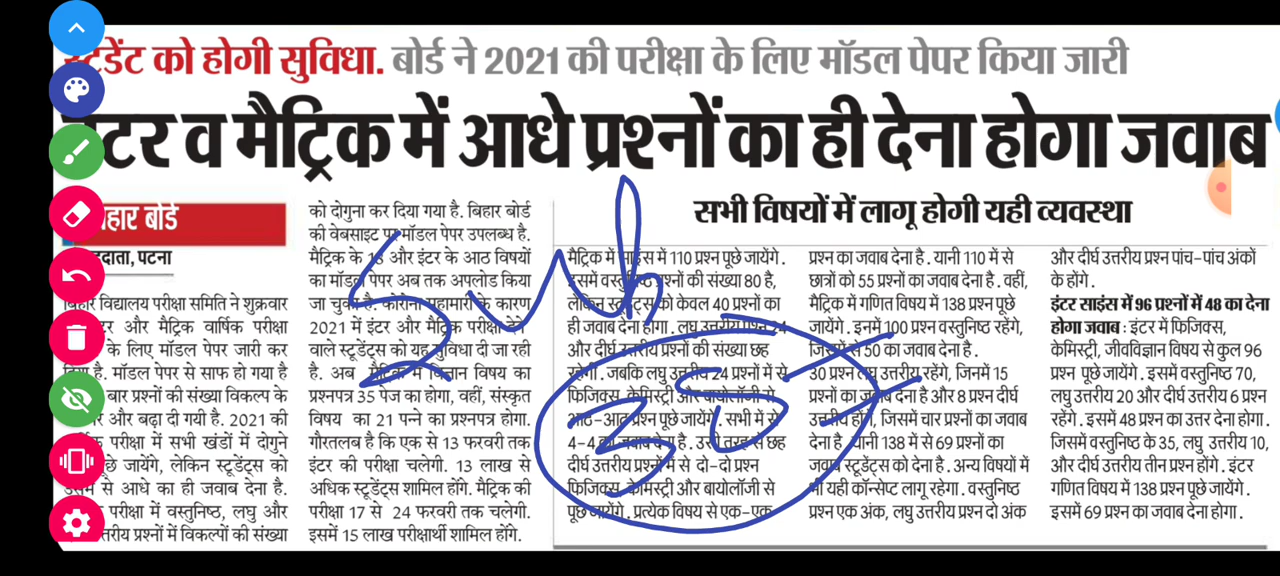 स्टूडेंट को होगी सुविधा. बोर्ड ने 2021 की परीक्षा के लिए मॉडल पेपर किया जारी
व मैट्रिक में आधे प्रश्नों का ही देना होगा जवाब
बोर्ड
पटना
विद्यालय परीक्षा समिति ने शुक्रवार
और मैट्रिक वार्षिक परीक्षा
के लिए मॉडल पेपर जारी कर
है. मॉडल पेपर से साफ हो गया है
बार प्रश्नों की संख्या विकल्प के
और बढ़ा दी गयी है. 2021 की
परीक्षा में सभी खंडों में दोगुने
जायेंगे, लेकिन स्टूडेंट्स को
से आधे का ही जवाब देना है.
परीक्षा में वस्तुनिष्ठ, लघु और
प्रश्नों में विकल्पों की संख्या
को दोगुना कर दिया गया है. बिहार बोर्ड
की वेबसाइट पर मॉडल पेपर उपलब्ध है.
मैट्रिक के और इंटर के आठ विषयों
का मॉडल पेपर अब तक अपलोड किया
जा चुका है. कोरोना महामारी के कारण
2021 में इंटर और मैट्रिक परीक्षा देने
वाले स्टूडेंट्स को यह सुविधा दी जा रही
है. अब मैट्रिक में विज्ञान विषय का
प्रश्नपत्र 35 पेज का होगा, वहीं, संस्कृत
विषय का 21 पन्ने का प्रश्नपत्र होगा.
गौरतलब है कि एक से 13 फरवरी तक
इंटर की परीक्षा चलेगी. 13 लाख से
अधिक स्टूडेंट्स शामिल होंगे. मैट्रिक की
परीक्षा 17 से 24 फरवरी तक चलेगी.
इसमें 15 लाख परीक्षार्थी शामिल होंगे.
सभी विषयों में लागू होगी यही व्यवस्था
मैट्रिक में साइंस में 110 प्रश्न पूछे जायेंगे.
इसमें वस्तुनिष्ठ प्रश्नों की संख्या 80 है,
लेकिन स्टूडेंट्स को केवल 40 प्रश्नों का
ही जवाब देना होगा. लघु उत्तरीय प्रश्न 24
और दीर्घ उत्तरीय प्रश्नों की संख्या छह
रहेगी. जबकि लघु उत्तरीय 24 प्रश्नों में से
फिजिक्स, केमिस्ट्री और बायोलॉजी से
आठ-आठ प्रश्न पूछे जायेंगे. सभी में से
4-4 का जवाब देना है. उसी तरह से छह
दीर्घ उत्तरीय प्रश्नों में से दो-दो प्रश्न
फिजिक्स, केमिस्ट्री और बायोलॉजी से
पूछे जायेंगे. प्रत्येक विषय से एक-एक
प्रश्न का जवाब देना है. यानी 110 में से
छात्रों को 55 प्रश्नों का जवाब देना है. वहीं,
मैट्रिक में गणित विषय में 138 प्रश्न पूछे
जायेंगे. इनमें 100 प्रश्न वस्तुनिष्ठ रहेंगे,
जिसमें से 50 का जवाब देना है.
30 प्रश्न लघु उत्तरीय रहेंगे, जिनमें 15
प्रश्नों का जवाब देना है और 8 प्रश्न दीर्घ
उत्तरीय होंगे, जिसमें चार प्रश्नों का जवाब
देना है. यानी 138 में से 69 प्रश्नों का
जवाब स्टूडेंट्स को देना है. अन्य विषयों में
भी यही कॉन्सेप्ट लागू रहेगा. वस्तुनिष्ठ
प्रश्न एक अंक, लघु उत्तरीय प्रश्न दो अंक
और दीर्घ उत्तरीय प्रश्न पांच-पांच अंकों
के होंगे.
इंटर साइंस में 96 प्रश्नों में 48 का देना
होगा जवाब : इंटर में फिजिक्स,
केमिस्ट्री, जीवविज्ञान विषय से कुल 96
प्रश्न पूछे जायेंगे. इसमें वस्तुनिष्ठ 70,
लघु उत्तरीय 20 और दीर्घ उत्तरीय 6 प्रश्न
रहेंगे. इसमें 48 प्रश्न का उत्तर देना होगा.
जिसमें वस्तुनिष्ठ के 35, लघु उत्तरीय 10,
और दीर्घ उत्तरीय तीन प्रश्न होंगे. इंटर
गणित विषय में 138 प्रश्न पूछे जायेंगे.
इसमें 69 प्रश्न का जवाब देना होगा.